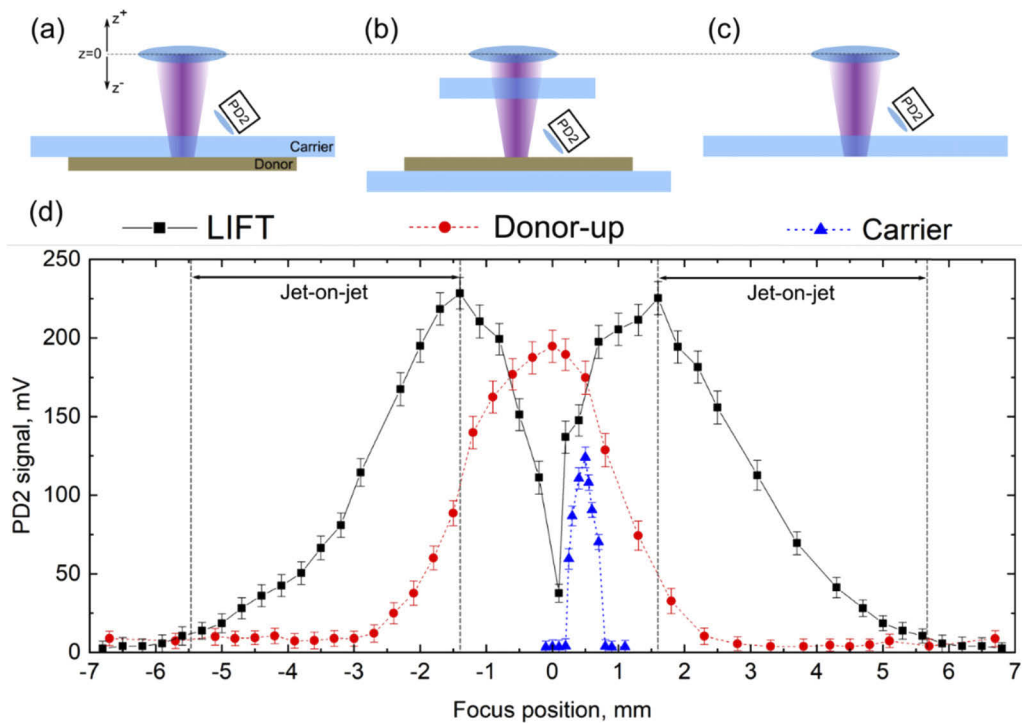 (a)
(b)
(c)
z+
z=0
z-
PD2
PD2
PD2
Carrier
Donor
(d)
LIFT
Donor-up
Carrier
Jet-on-jet
Jet-on-jet
250
200
150
100
50
0
PD2 signal, mV
-7 -6 -5 -4 -3 -2 -1 0 1 2 3 4 5 6 7
Focus position, mm